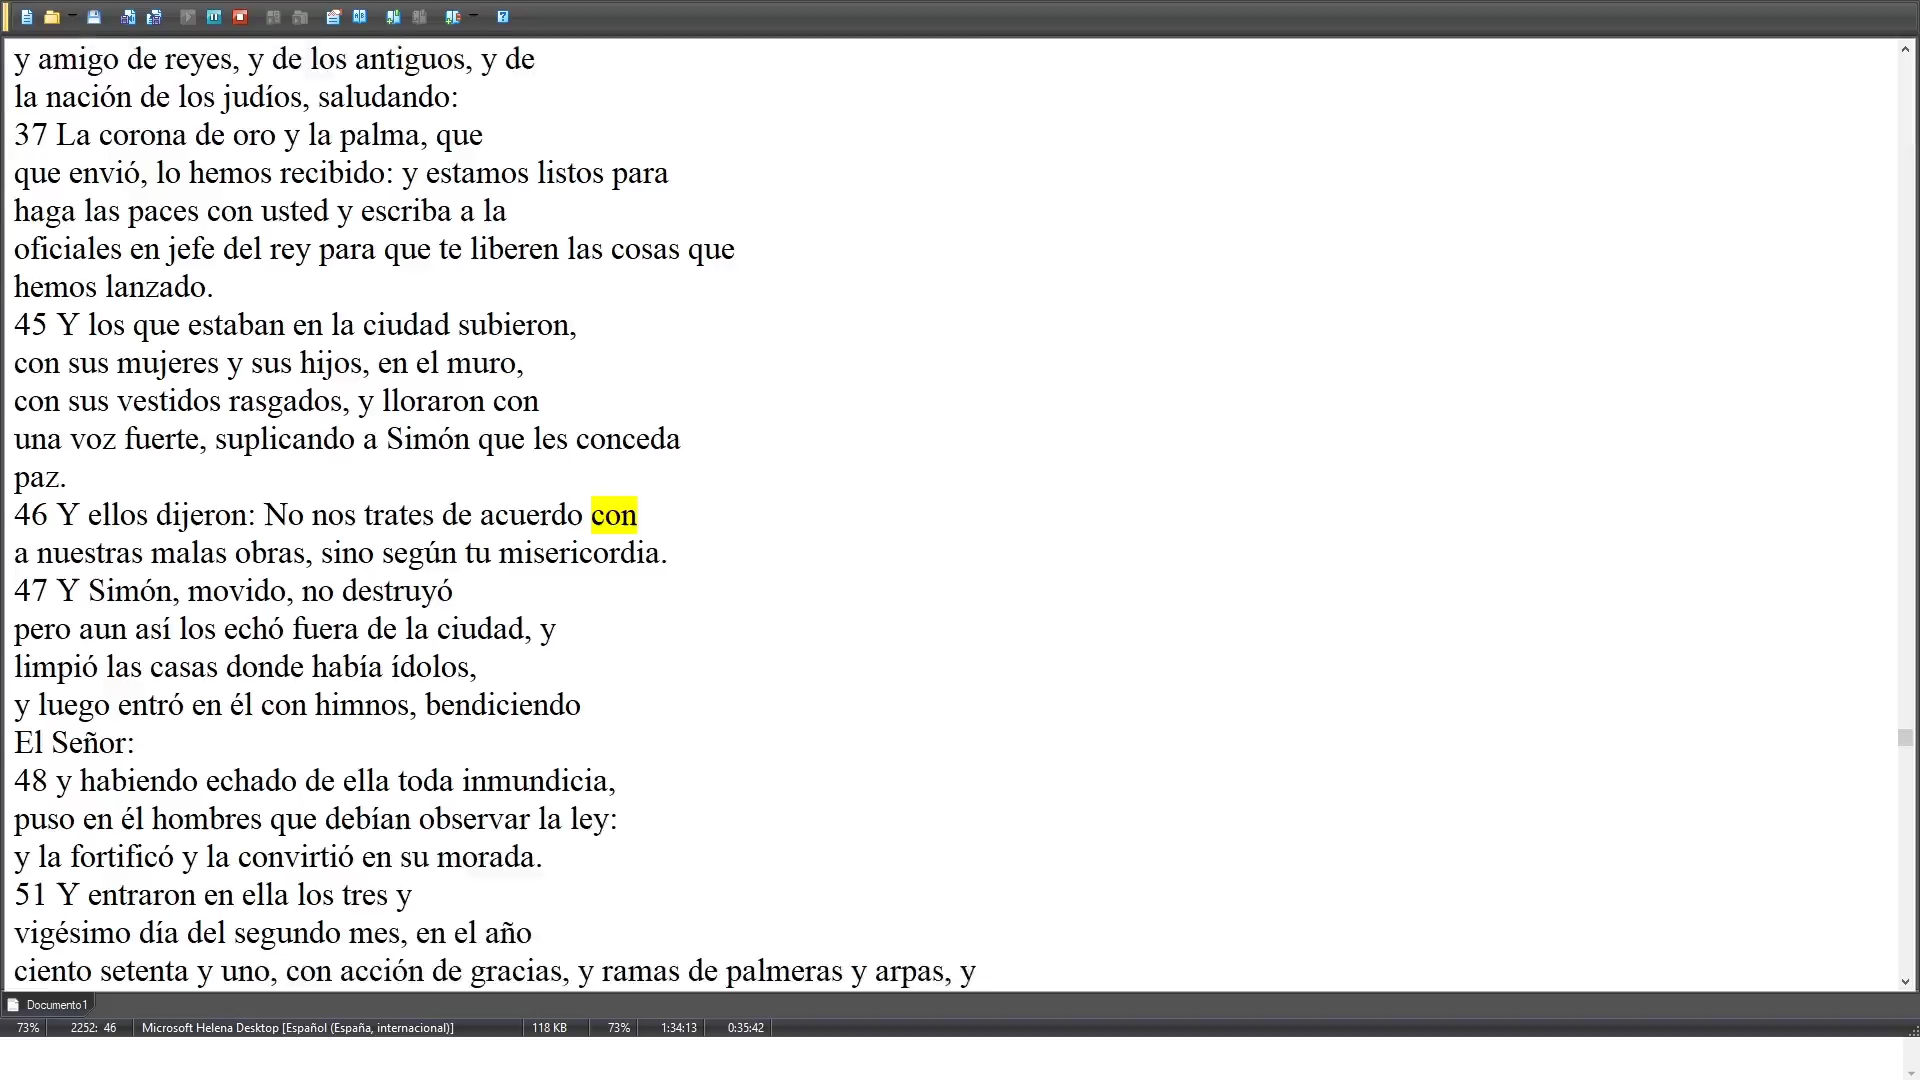 y amigo de reyes, y de los antiguos, y de
la nación de los judíos, saludando:
37 La corona de oro y la palma, que
que envió, lo hemos recibido: y estamos listos para
haga las paces con usted y escriba a la
oficiales en jefe del rey para que te liberen las cosas que
hemos lanzado.
45 Y los que estaban en la ciudad subieron,
con sus mujeres y sus hijos, en el muro,
con sus vestidos rasgados, y lloraron con
una voz fuerte, suplicando a Simón que les conceda
paz.
46 Y ellos dijeron: No nos trates de acuerdo con
a nuestras malas obras, sino según tu misericordia.
47 Y Simón, movido, no destruyó
pero aun así los echó fuera de la ciudad, y
limpió las casas donde había ídolos,
y luego entró en él con himnos, bendiciendo
El Señor:
48 y habiendo echado de ella toda inmundicia,
puso en él hombres que debían observar la ley:
y la fortificó y la convirtió en su morada.
51 Y entraron en ella los tres y
vigésimo día del segundo mes, en el año
ciento setenta y uno, con acción de gracias, y ramas de palmeras y arpas, y
Documento1
73% 2252: 46 Microsoft Helena Desktop [Español (España, internacional)] 118 KB 73% 1:34:13 0:35:42